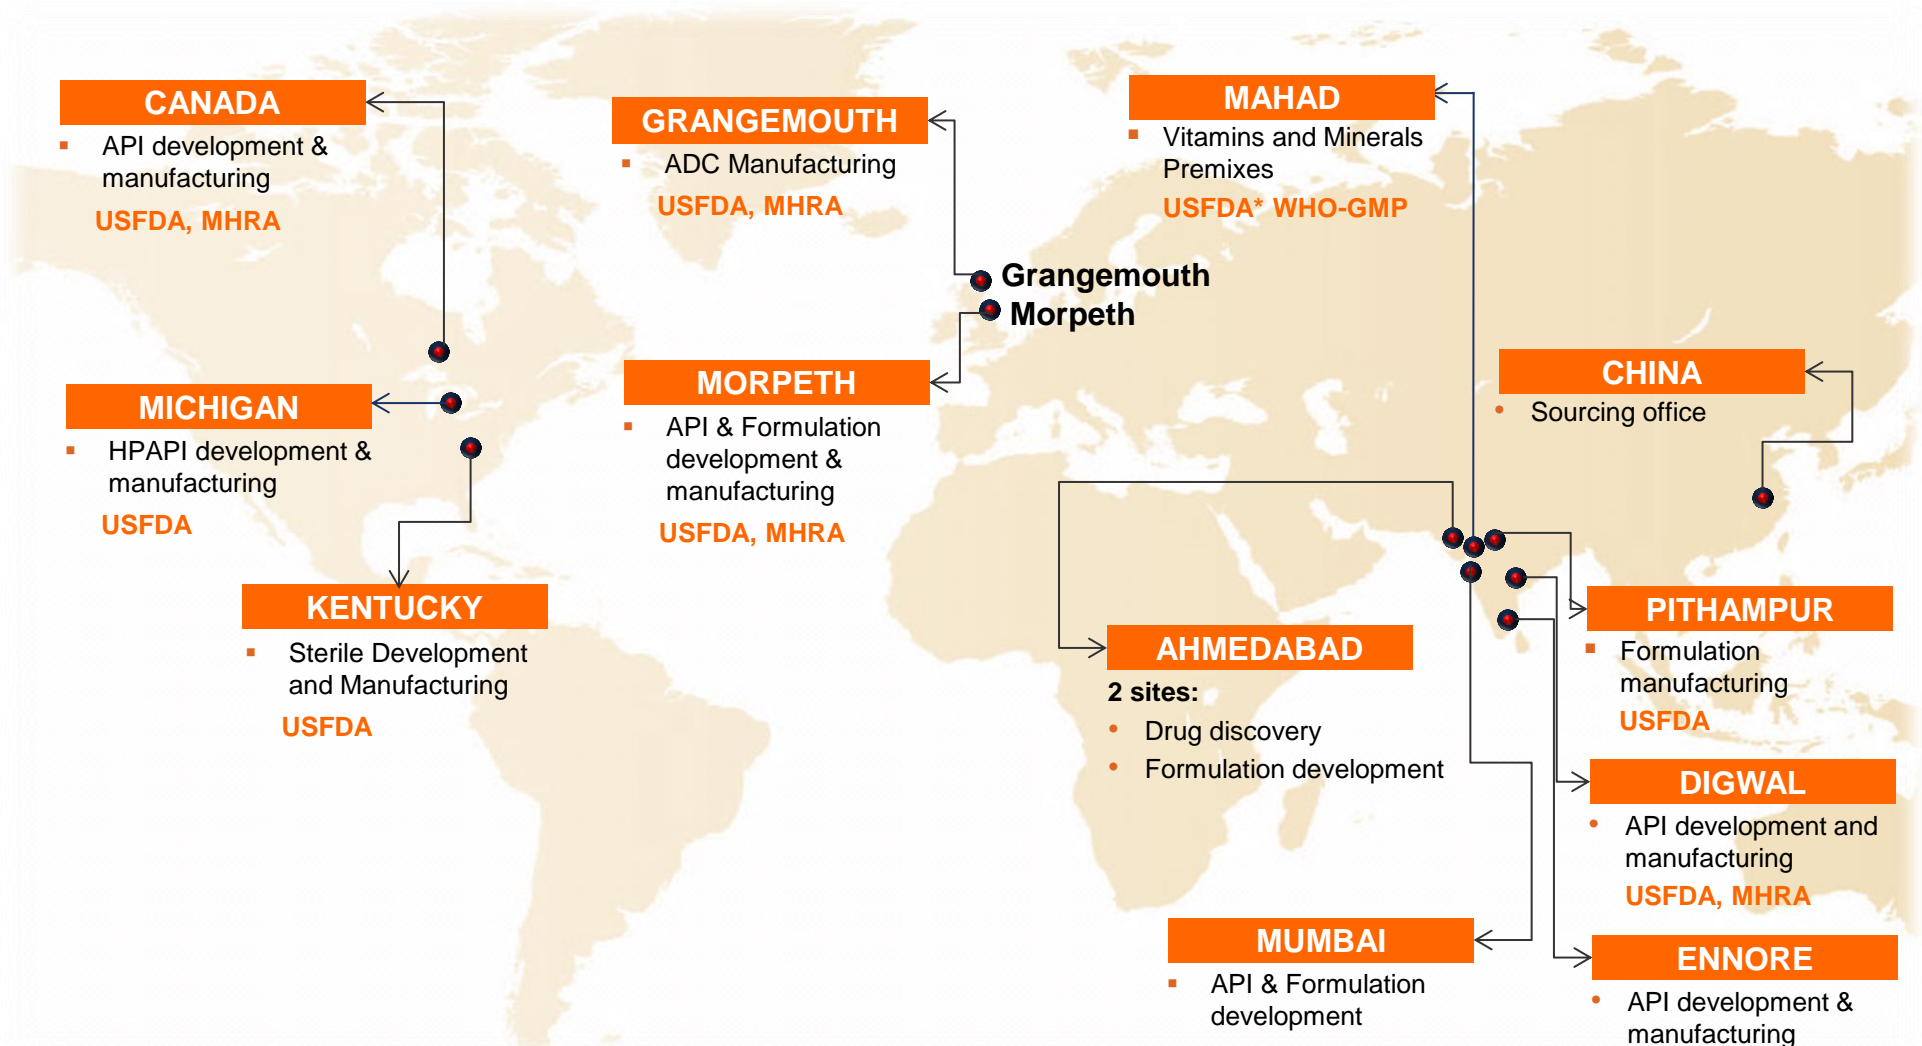 CANADA
API development &
manufacturing
USFDA, MHRA
GRANGEMOUTH
ADC Manufacturing
USFDA, MHRA
MAHAD
Vitamins and Minerals
Premixes
USFDA* WHO-GMP
Grangemouth
Morpeth
MICHIGAN
HPAPI development &
manufacturing
USFDA
MORPETH
API & Formulation
development &
manufacturing
USFDA, MHRA
CHINA
Sourcing office
KENTUCKY
Sterile Development
and Manufacturing
USFDA
AHMEDABAD
2 sites:
Drug discovery
Formulation development
PITHAMPUR
Formulation
manufacturing
USFDA
DIGWAL
API development and
manufacturing
USFDA, MHRA
MUMBAI
API & Formulation
development
ENNORE
API development &
manufacturing